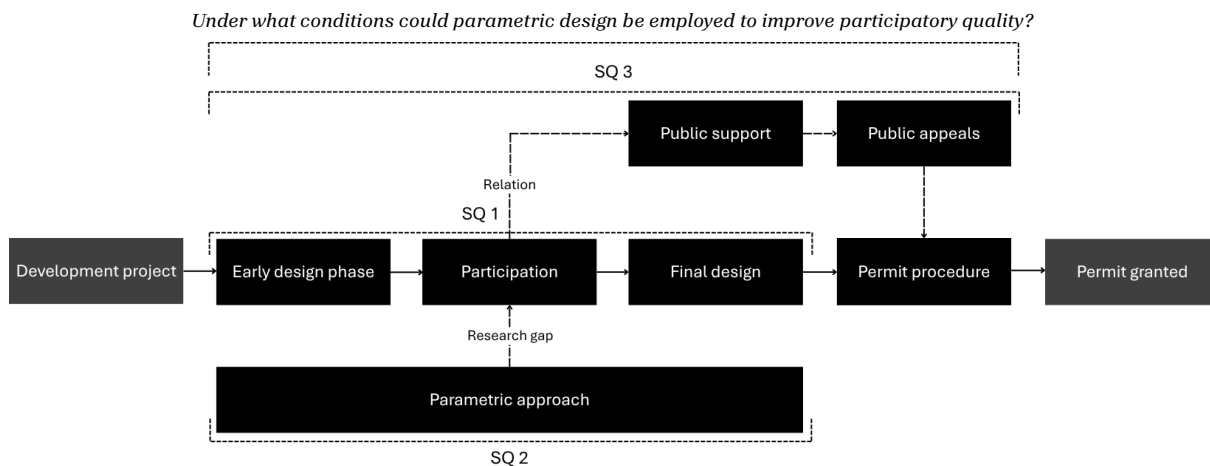 Under what conditions could parametric design be employed to improve participatory quality?
SQ 3
Public support
Public appeals
Relation
SQ 1
Development project
Early design phase
Participation
Final design
Permit procedure
Permit granted
Research gap
Parametric approach
SQ 2